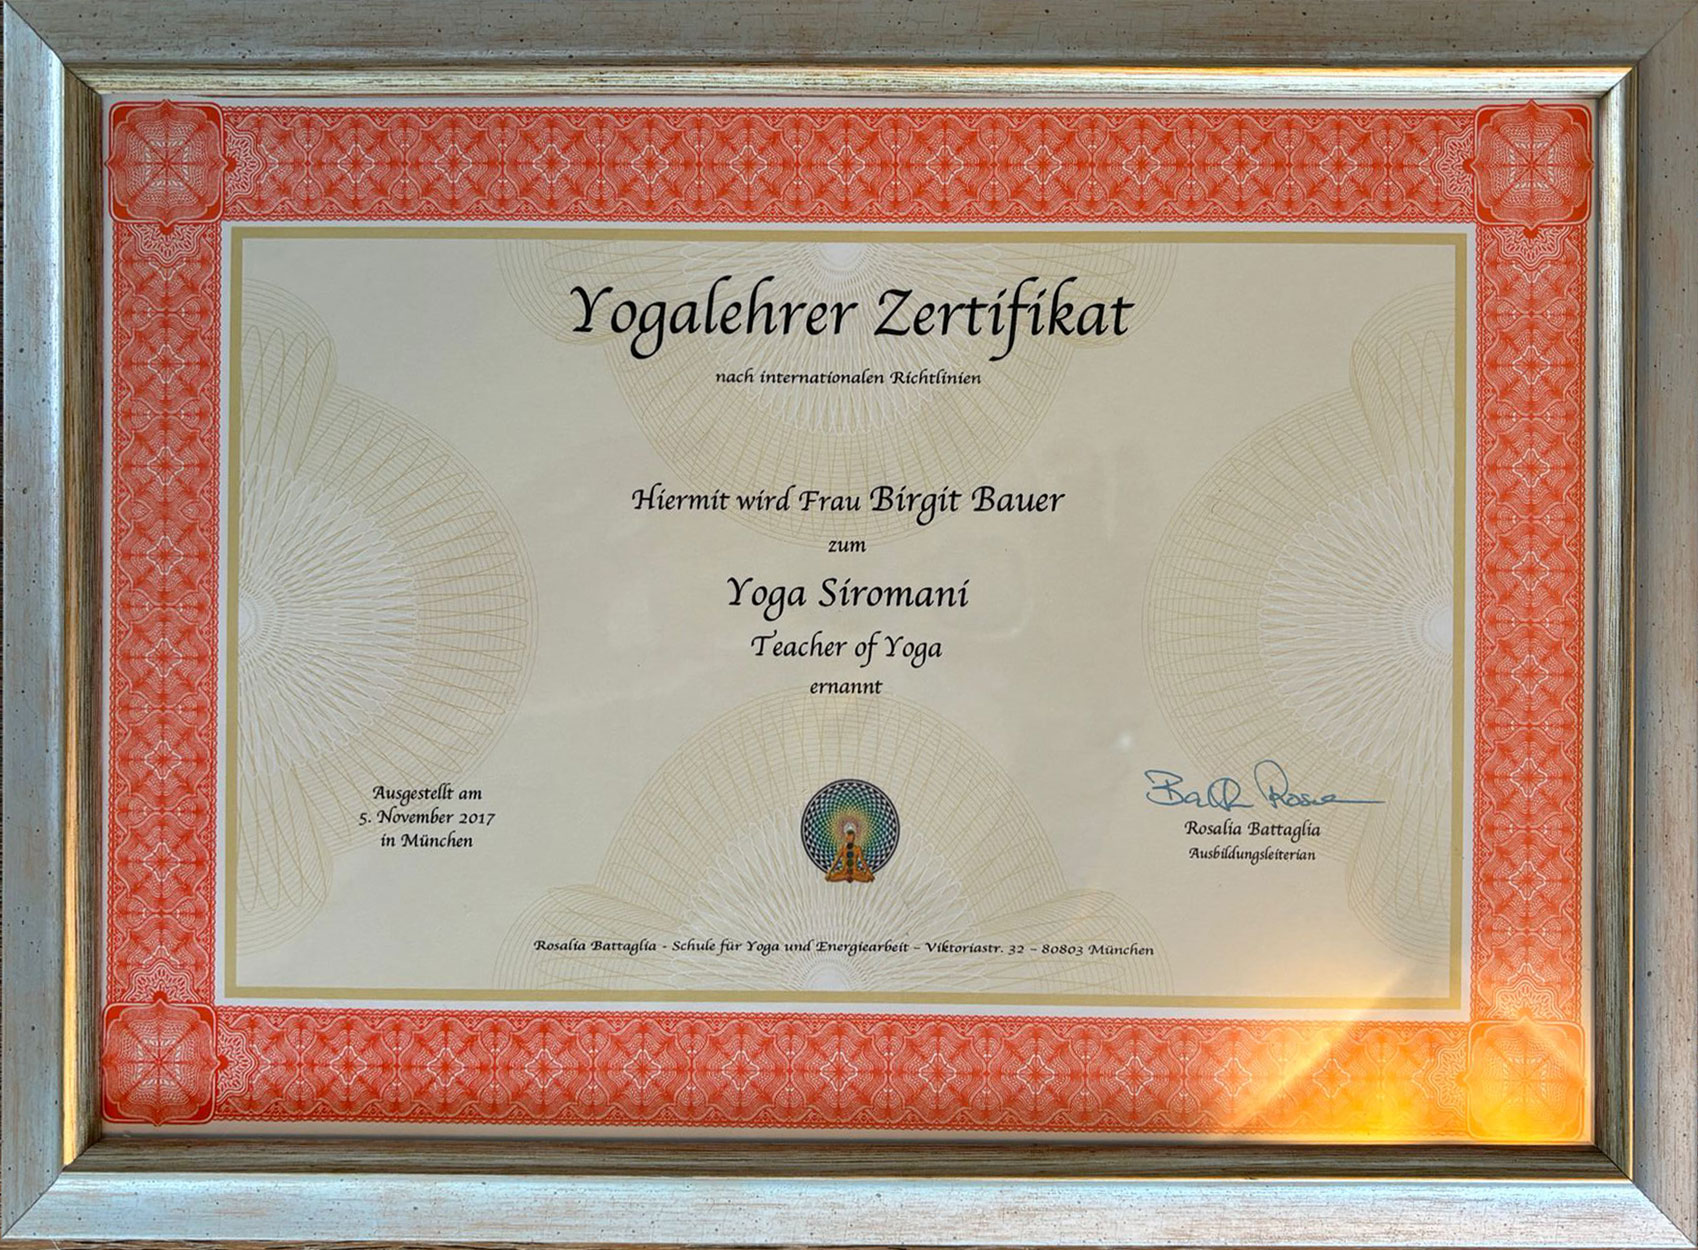 Yogalehrer Zertifikat
nach internationalen Richtlinien
Hiermit wird Frau Birgit Bauer
zum
Yoga Siromani
Teacher of Yoga
ernannt
Ausgestellt am
5. November 2017
in München
Rosalia Battaglia
Ausbildungsleiterian
Rosalia Battaglia - Schule für Yoga und Energiearbeit – Viktoriastr. 32 – 80803 München